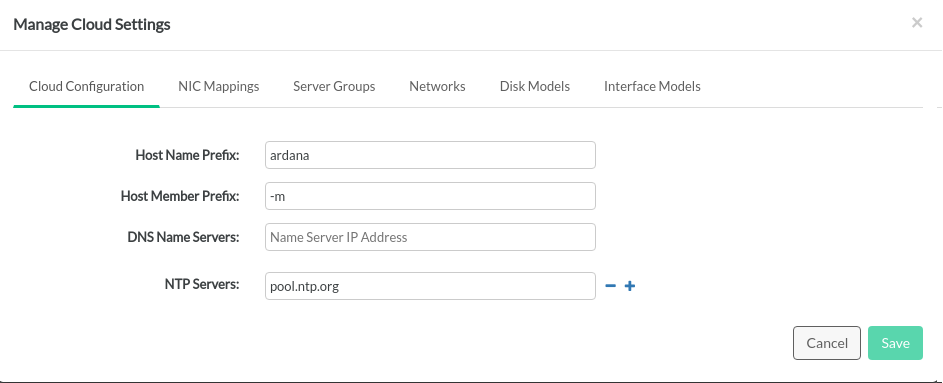 Manage Cloud Settings ×
Cloud Configuration NIC Mappings Server Groups Networks Disk Models Interface Models
Host Name Prefix: ardana
Host Member Prefix: -m
DNS Name Servers: Name Server IP Address
NTP Servers: pool.ntp.org − +
Cancel Save